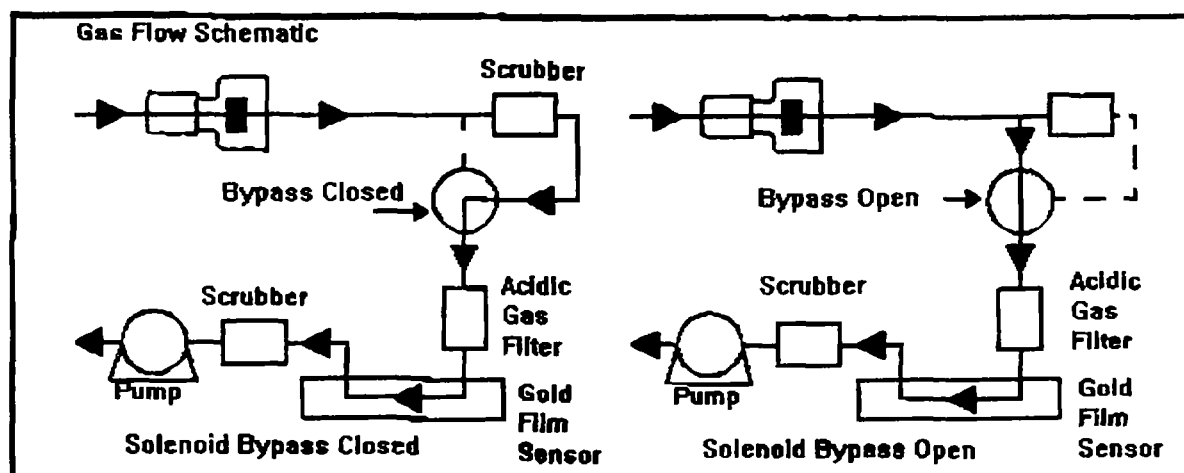 Gas Flow Schematic
Scrubber
Bypass Closed
Scrubber
Acidic
Gas
Filter
Pump
Gold
Film
Sensor
Solenoid Bypass Closed
Bypass Open
Scrubber
Acidic
Gas
Filter
Pump
Gold
Film
Sensor
Solenoid Bypass Open